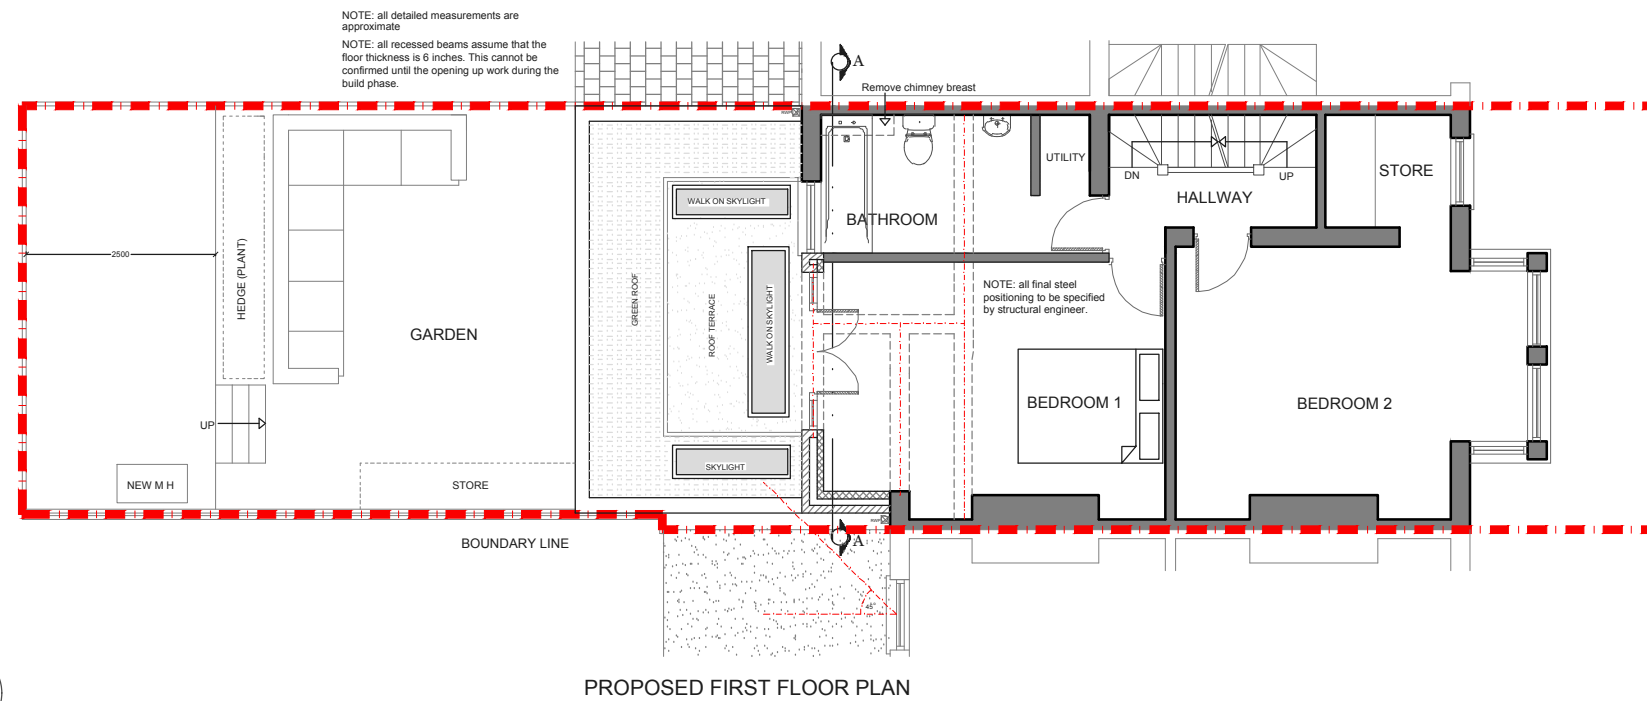 NOTE: all detailed measurements are
approximate
NOTE: all recessed beams assume that the
floor thickness is 6 inches. This cannot be
confirmed until the opening up work during the
build phase.
A
Remove chimney breast
UTILITY
DN
UP
STORE
HALLWAY
WALK ON SKYLIGHT
BATHROOM
2500
HEDGE (PLANT)
GREEN ROOF
ROOF TERRACE
WALK ON SKYLIGHT
NOTE: all final steel
positioning to be specified
by structural engineer.
GARDEN
BEDROOM 1
BEDROOM 2
UP
SKYLIGHT
NEW M H
STORE
BOUNDARY LINE
A
45°
PROPOSED FIRST FLOOR PLAN